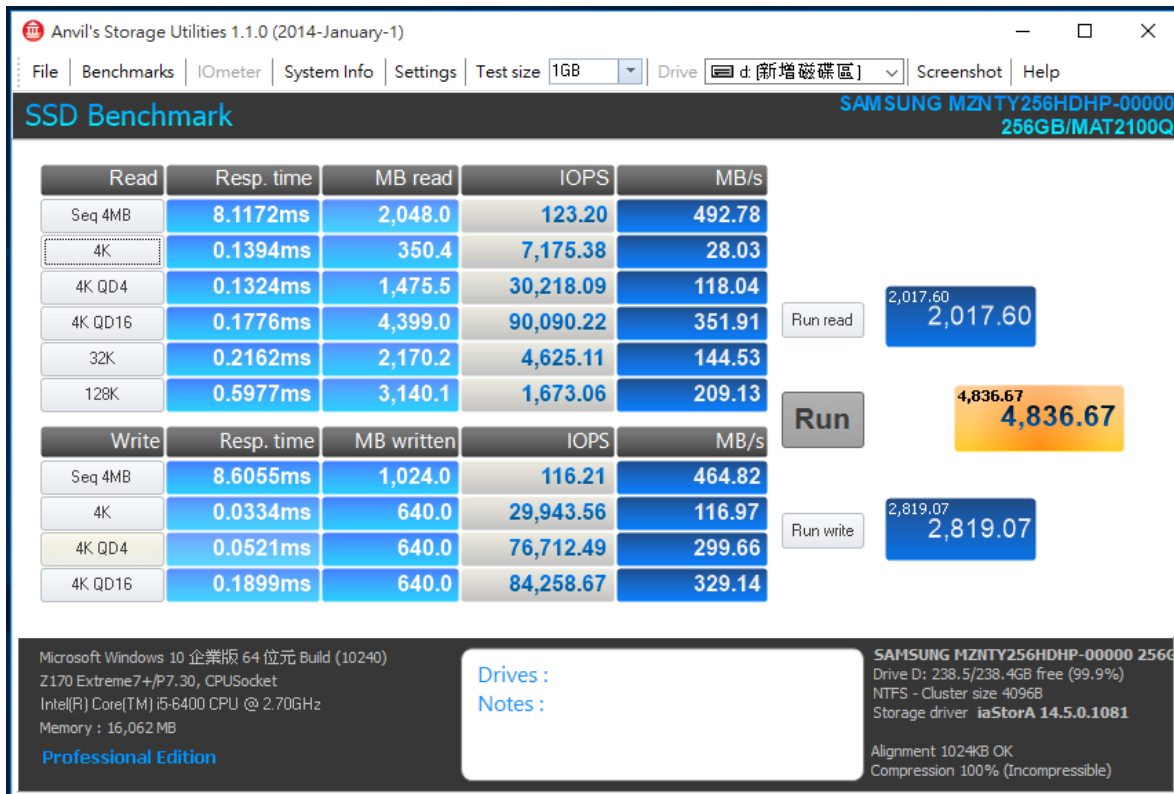 Anvil's Storage Utilities 1.1.0 (2014-January-1)
File Benchmarks IOmeter System Info Settings Test size 1GB Drive d: [新增磁碟區] Screenshot Help
SSD Benchmark
SAMSUNG MZNTY256HDHP-00000
256GB/MAT2100Q
Read Resp. time MB read IOPS MB/s
Seq 4MB 8.1172ms 2,048.0 123.20 492.78
4K 0.1394ms 350.4 7,175.38 28.03
4K QD4 0.1324ms 1,475.5 30,218.09 118.04
4K QD16 0.1776ms 4,399.0 90,090.22 351.91
32K 0.2162ms 2,170.2 4,625.11 144.53
128K 0.5977ms 3,140.1 1,673.06 209.13
Run read
2,017.60
2,017.60
Run
4,836.67
4,836.67
Write Resp. time MB written IOPS MB/s
Seq 4MB 8.6055ms 1,024.0 116.21 464.82
4K 0.0334ms 640.0 29,943.56 116.97
4K QD4 0.0521ms 640.0 76,712.49 299.66
4K QD16 0.1899ms 640.0 84,258.67 329.14
Run write
2,819.07
2,819.07
Microsoft Windows 10 企業版 64 位元 Build (10240)
Z170 Extreme7+/P7.30, CPUSocket
Intel(R) Core(TM) i5-6400 CPU @ 2.70GHz
Memory : 16,062 MB
Professional Edition
Drives :
Notes :
SAMSUNG MZNTY256HDHP-00000 256G
Drive D: 238.5/238.4GB free (99.9%)
NTFS - Cluster size 4096B
Storage driver iaStorA 14.5.0.1081
Alignment 1024KB OK
Compression 100% (Incompressible)